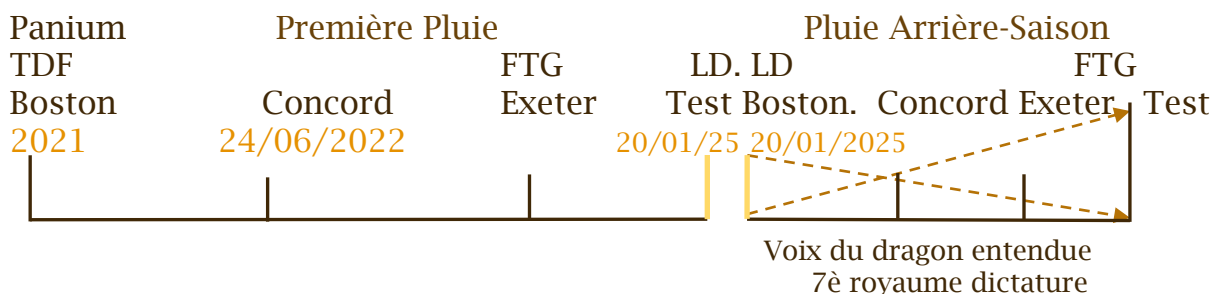 Panium Première Pluie Pluie Arrière-Saison
TDF FTG LD. LD FTG
Boston Concord Exeter Test Boston. Concord Exeter Test
2021 24/06/2022 20/01/25 20/01/2025
Voix du dragon entendue
7è royaume dictature